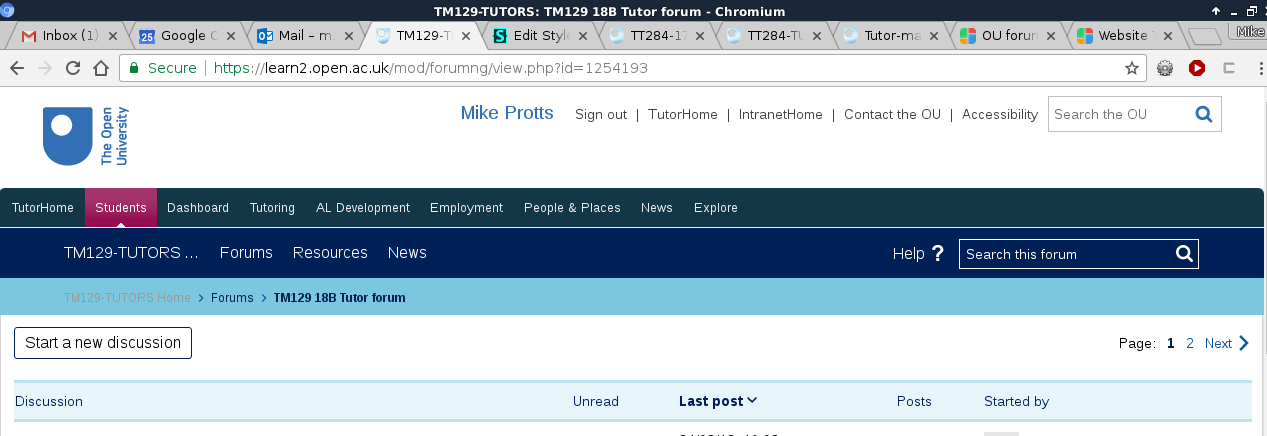 TM129-TUTORS: TM129 18B Tutor forum - Chromium
Inbox (1) Google C Mail – m. TM129-T Edit Style TT284-17 TT284-TU Tutor-ma OU forum Website T Mike
Secure https://learn2.open.ac.uk/mod/forumng/view.php?id=1254193
The Open University
Mike Protts Sign out | TutorHome | IntranetHome | Contact the OU | Accessibility Search the OU
TutorHome Students Dashboard Tutoring AL Development Employment People & Places News Explore
TM129-TUTORS ... Forums Resources News Help ? Search this forum
TM129-TUTORS Home > Forums > TM129 18B Tutor forum
Start a new discussion Page: 1 2 Next
Discussion Unread Last post Posts Started by